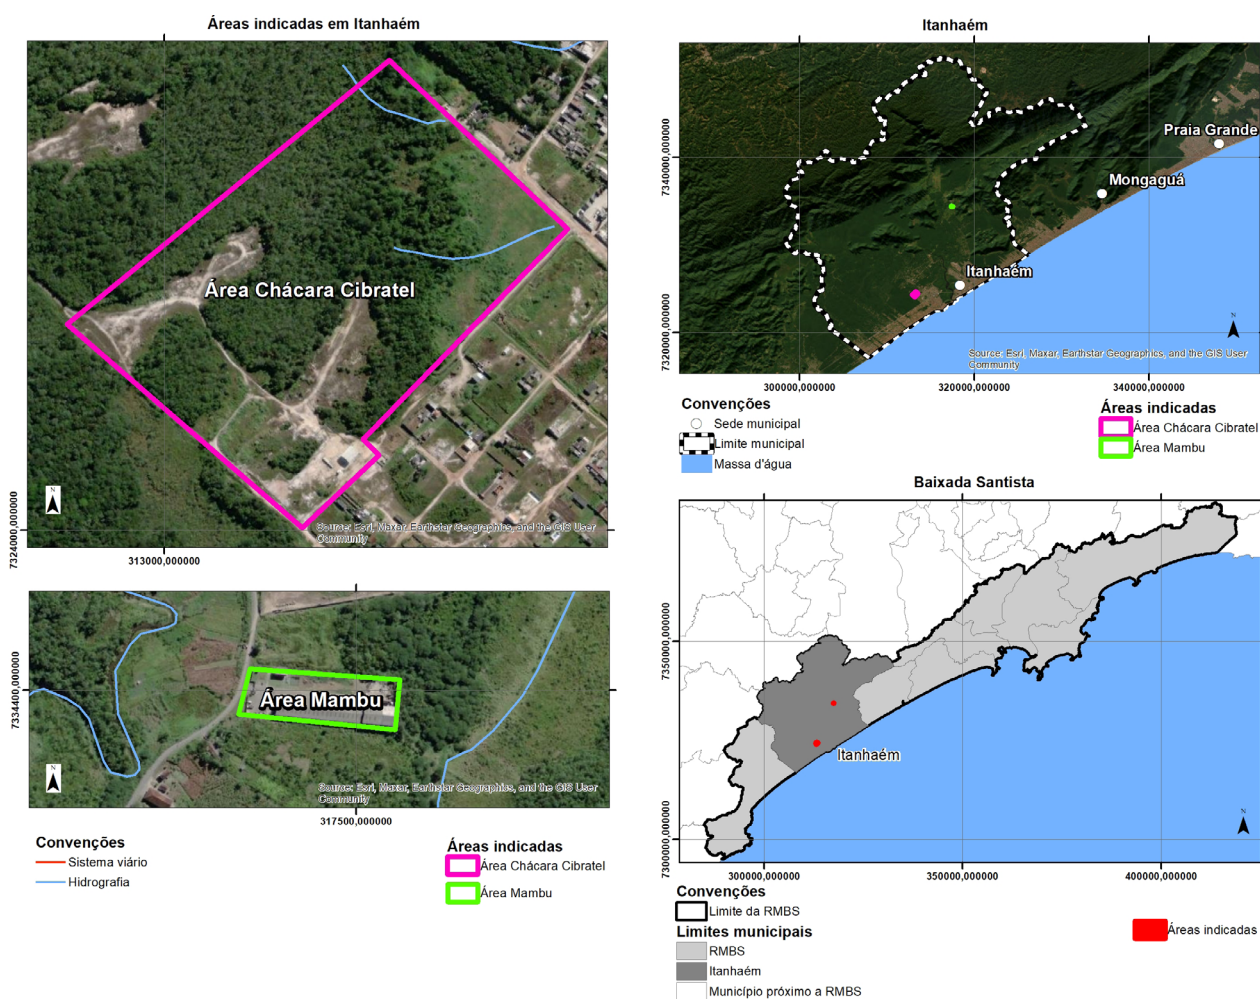 Áreas indicadas em Itanhaém
Área Chácara Cibratel
Source: Esri, Maxar, Earthstar Geographics, and the GIS User
Community
N
7324000,000000
313000,000000
Área Mambu
Source: Esri, Maxar, Earthstar Geographics, and the GIS User
Community
N
7334400,000000
317500,000000
Convenções
Sistema viário
Hidrografia
Áreas indicadas
Área Chácara Cibratel
Área Mambu
Itanhaém
Praia Grande
Mongaguá
Itanhaém
N
Source: Esri, Maxar, Earthstar Geographics, and the GIS User
Community
7340000,000000
7320000,000000
300000,000000
320000,000000
340000,000000
Convenções
Sede municipal
Limite municipal
Massa d'água
Áreas indicadas
Área Chácara Cibratel
Área Mambu
Baixada Santista
Itanhaém
N
7350000,000000
7300000,000000
300000,000000
350000,000000
400000,000000
Convenções
Limite da RMBS
Limites municipais
RMBS
Itanhaém
Município próximo a RMBS
Áreas indicadas